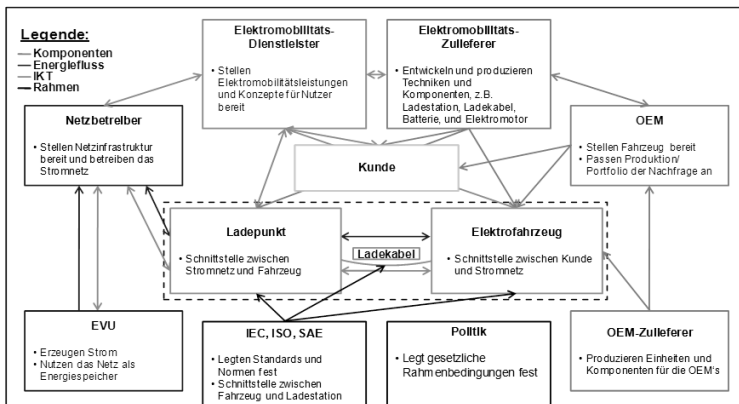 Legende:
Komponenten
Energiefluss
IKT
Rahmen
Elektromobilitäts-
Dienstleister
• Stellen
Elektromobilitätsleistungen
und Konzepte für Nutzer
bereit
Elektromobilitäts-
Zulieferer
• Entwickeln und produzieren
Techniken und
Komponenten, z.B.
Ladestation, Ladekabel,
Batterie, und Elektromotor
Netzbetreiber
• Stellen Netzinfrastruktur
bereit und betreiben das
Stromnetz
Kunde
OEM
• Stellen Fahrzeug bereit
• Passen Produktion/
Portfolio der Nachfrage an
Ladepunkt
• Schnittstelle zwischen
Stromnetz und Fahrzeug
Ladekabel
Elektrofahrzeug
• Schnittstelle zwischen Kunde
und Stromnetz
EVU
• Erzeugen Strom
• Nutzen das Netz als
Energiespeicher
IEC, ISO, SAE
• Legten Standards und
Normen fest
• Schnittstelle zwischen
Fahrzeug und Ladestation
Politik
• Legt gesetzliche
Rahmenbedingungen fest
OEM-Zulieferer
• Produzieren Einheiten und
Komponenten für die OEM's